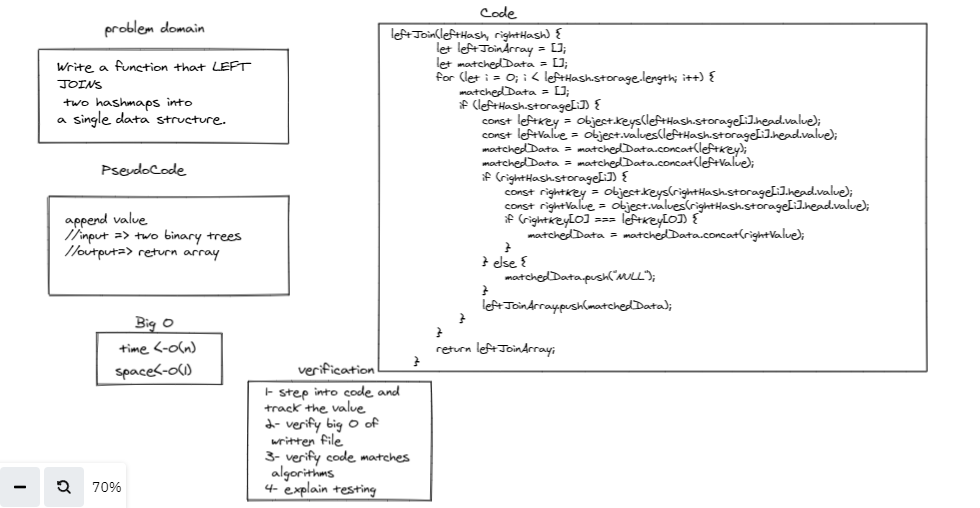 problem domain
Write a function that LEFT
JOINs
two hashmaps into
a single data structure.
PseudoCode
append value
//input => two binary trees
//output=> return array
Big O
time <-o(n)
space<-o(1)
verification
1- step into code and
track the value
2- verify big O of
written file
3- verify code matches
algorithms
4- explain testing
Code
leftJoin(leftHash, rightHash) {
let leftJoinArray = [];
let matchedData = [];
for (let i = 0; i < leftHash.storage.length; i++) {
matchedData = [];
if (leftHash.storage[i]) {
const leftKey = Object.keys(leftHash.storage[i].head.value);
const leftValue = Object.values(leftHash.storage[i].head.value);
matchedData = matchedData.concat(leftKey);
matchedData = matchedData.concat(leftValue);
if (rightHash.storage[i]) {
const rightKey = Object.keys(rightHash.storage[i].head.value);
const rightValue = Object.values(rightHash.storage[i].head.value);
if (rightKey[0] === leftKey[0]) {
matchedData = matchedData.concat(rightValue);
}
} else {
matchedData.push("NULL");
}
leftJoinArray.push(matchedData);
}
}
return leftJoinArray;
}
70%